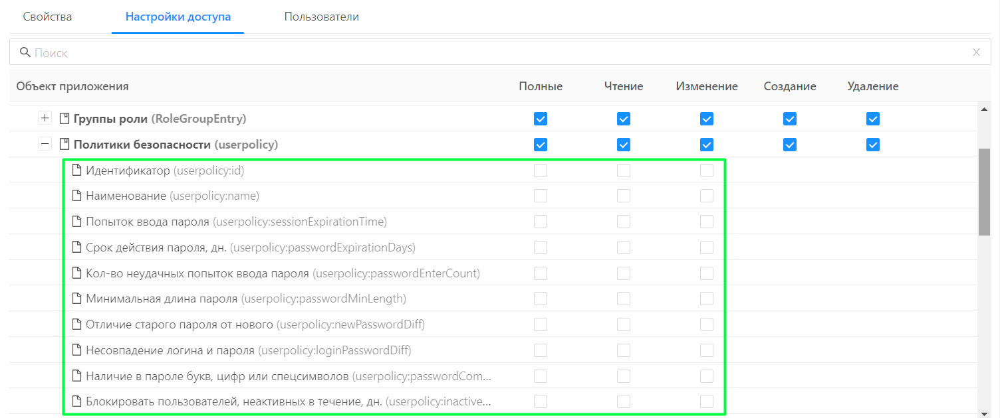 Свойства Настройки доступа Пользователи
Поиск
Объект приложения Полные Чтение Изменение Создание Удаление
Группы роли (RoleGroupEntry)
Политики безопасности (userpolicy)
Идентификатор (userpolicy:id)
Наименование (userpolicy:name)
Попыток ввода пароля (userpolicy:sessionExpirationTime)
Срок действия пароля, дн. (userpolicy:passwordExpirationDays)
Кол-во неудачных попыток ввода пароля (userpolicy:passwordEnterCount)
Минимальная длина пароля (userpolicy:passwordMinLength)
Отличие старого пароля от нового (userpolicy:newPasswordDiff)
Несовпадение логина и пароля (userpolicy:loginPasswordDiff)
Наличие в пароле букв, цифр или спецсимволов (userpolicy:passwordCom...
Блокировать пользователей, неактивных в течение, дн. (userpolicy:inactive...